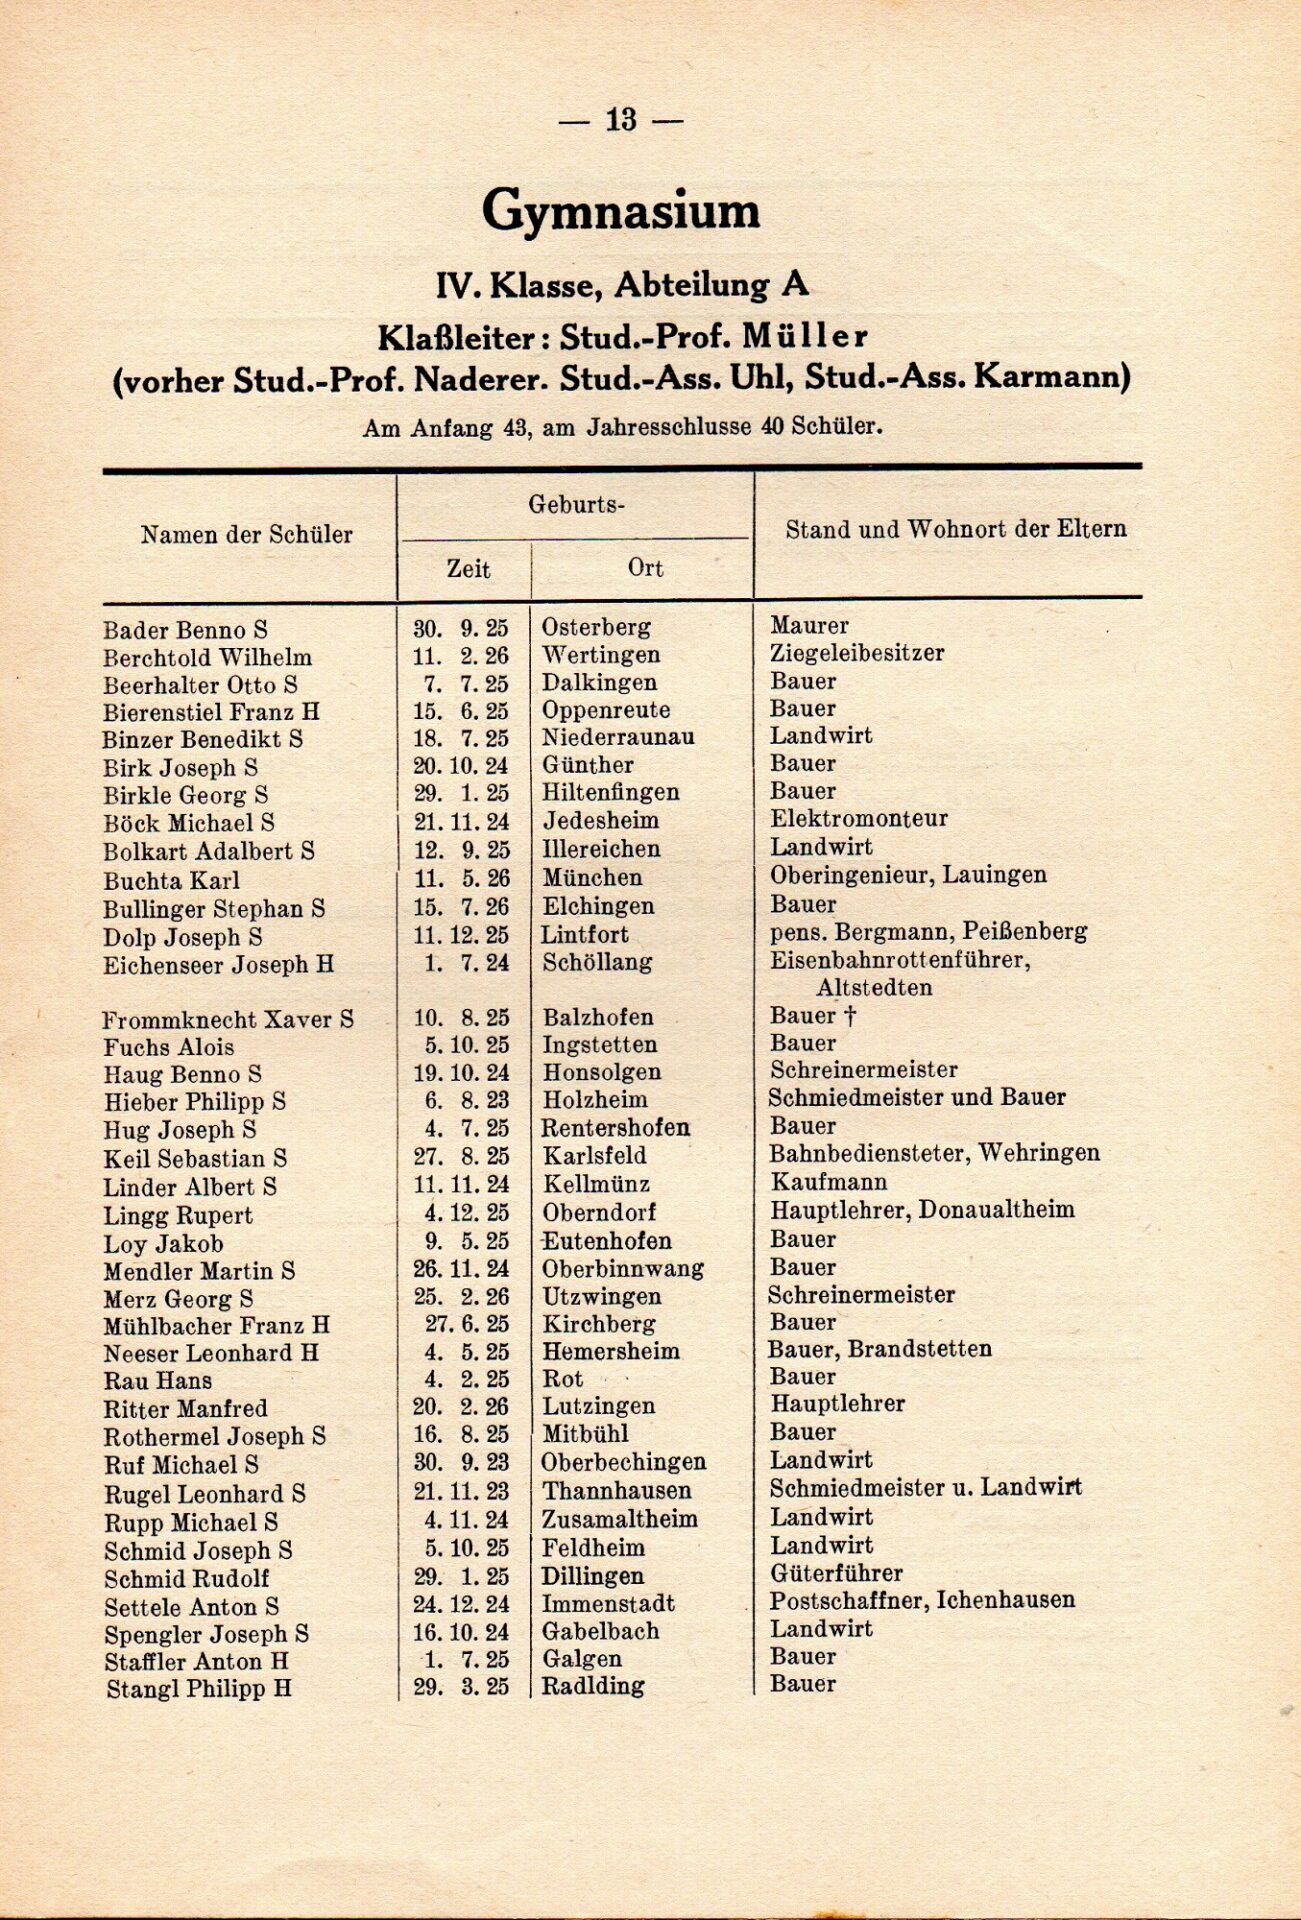 — 13 —
Gymnasium
IV. Klasse, Abteilung A
Klaßleiter: Stud.-Prof. Müller
(vorher Stud.-Prof. Naderer. Stud.-Ass. Uhl, Stud.-Ass. Karmann)
Am Anfang 43, am Jahresschlusse 40 Schüler.
Namen der Schüler Geburts- Stand und Wohnort der Eltern
Zeit Ort
Bader Benno S 30. 9. 25 Osterberg Maurer
Berchtold Wilhelm 11. 2. 26 Wertingen Ziegeleibesitzer
Beerhalter Otto S 7. 7. 25 Dalkingen Bauer
Bierenstiel Franz H 15. 6. 25 Oppenreute Bauer
Binzer Benedikt S 18. 7. 25 Niederraunau Landwirt
Birk Joseph S 20. 10. 24 Günther Bauer
Birkle Georg S 29. 1. 25 Hiltenfingen Bauer
Böck Michael S 21. 11. 24 Jedesheim Elektromonteur
Bolkart Adalbert S 12. 9. 25 Illereichen Landwirt
Buchta Karl 11. 5. 26 München Oberingenieur, Lauingen
Bullinger Stephan S 15. 7. 26 Elchingen Bauer
Dolp Joseph S 11. 12. 25 Lintfort pens. Bergmann, Peißenberg
Eichenseer Joseph H 1. 7. 24 Schöllang Eisenbahnrottenführer,
Altstedten
Frommknecht Xaver S 10. 8. 25 Balzhofen Bauer †
Fuchs Alois 5. 10. 25 Ingstetten Bauer
Haug Benno S 19. 10. 24 Honsolgen Schreinermeister
Hieber Philipp S 6. 8. 23 Holzheim Schmiedmeister und Bauer
Hug Joseph S 4. 7. 25 Rentershofen Bauer
Keil Sebastian S 27. 8. 25 Karlsfeld Bahnbediensteter, Wehringen
Linder Albert S 11. 11. 24 Kellmünz Kaufmann
Lingg Rupert 4. 12. 25 Oberndorf Hauptlehrer, Donaualtheim
Loy Jakob 9. 5. 25 Eutenhofen Bauer
Mendler Martin S 26. 11. 24 Oberbinnwang Bauer
Merz Georg S 25. 2. 26 Utzwingen Schreinermeister
Mühlbacher Franz H 27. 6. 25 Kirchberg Bauer
Neeser Leonhard H 4. 5. 25 Hemersheim Bauer, Brandstetten
Rau Hans 4. 2. 25 Rot Bauer
Ritter Manfred 20. 2. 26 Lutzingen Hauptlehrer
Rothermel Joseph S 16. 8. 25 Mitbühl Bauer
Ruf Michael S 30. 9. 23 Oberbechingen Landwirt
Rugel Leonhard S 21. 11. 23 Thannhausen Schmiedmeister u. Landwirt
Rupp Michael S 4. 11. 24 Zusamaltheim Landwirt
Schmid Joseph S 5. 10. 25 Feldheim Landwirt
Schmid Rudolf 29. 1. 25 Dillingen Güterführer
Settele Anton S 24. 12. 24 Immenstadt Postschaffner, Ichenhausen
Spengler Joseph S 16. 10. 24 Gabelbach Landwirt
Staffler Anton H 1. 7. 25 Galgen Bauer
Stangl Philipp H 29. 3. 25 Radlding Bauer